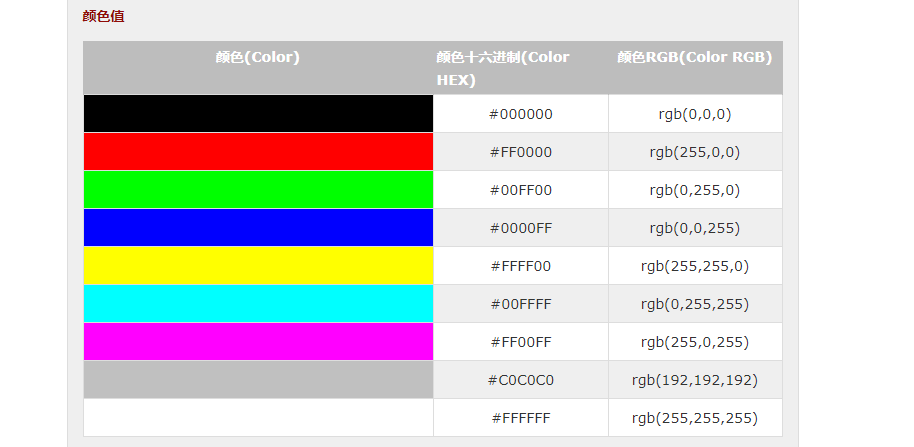 颜色值
颜色(Color) 颜色十六进制(Color HEX) 颜色RGB(Color RGB)
#000000 rgb(0,0,0)
#FF0000 rgb(255,0,0)
#00FF00 rgb(0,255,0)
#0000FF rgb(0,0,255)
#FFFF00 rgb(255,255,0)
#00FFFF rgb(0,255,255)
#FF00FF rgb(255,0,255)
#C0C0C0 rgb(192,192,192)
#FFFFFF rgb(255,255,255)